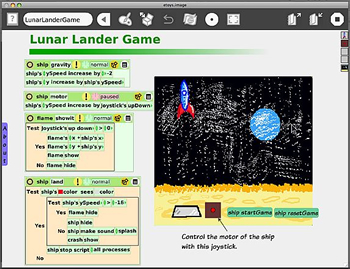 etoys.image
LunarLanderGame
Lunar Lander Game
ship gravity normal
ship's ySpeed increase by -2
ship's y increase by ship's ySpeed
ship motor paused
ship's ySpeed increase by joystick's upDown
flame showit normal
Test joystick's up down > 0
flame's x ship's x
Yes flame's y ship's y
flame show
No flame hide
ship land normal
Test ship's color sees color
Test ship's ySpeed > -16
Yes flame hide
Yes ship hide
No ship make sound splash
crash show
ship stop script all processes
No
ship startGame ship resetGame
Control the motor of the ship
with this joystick.